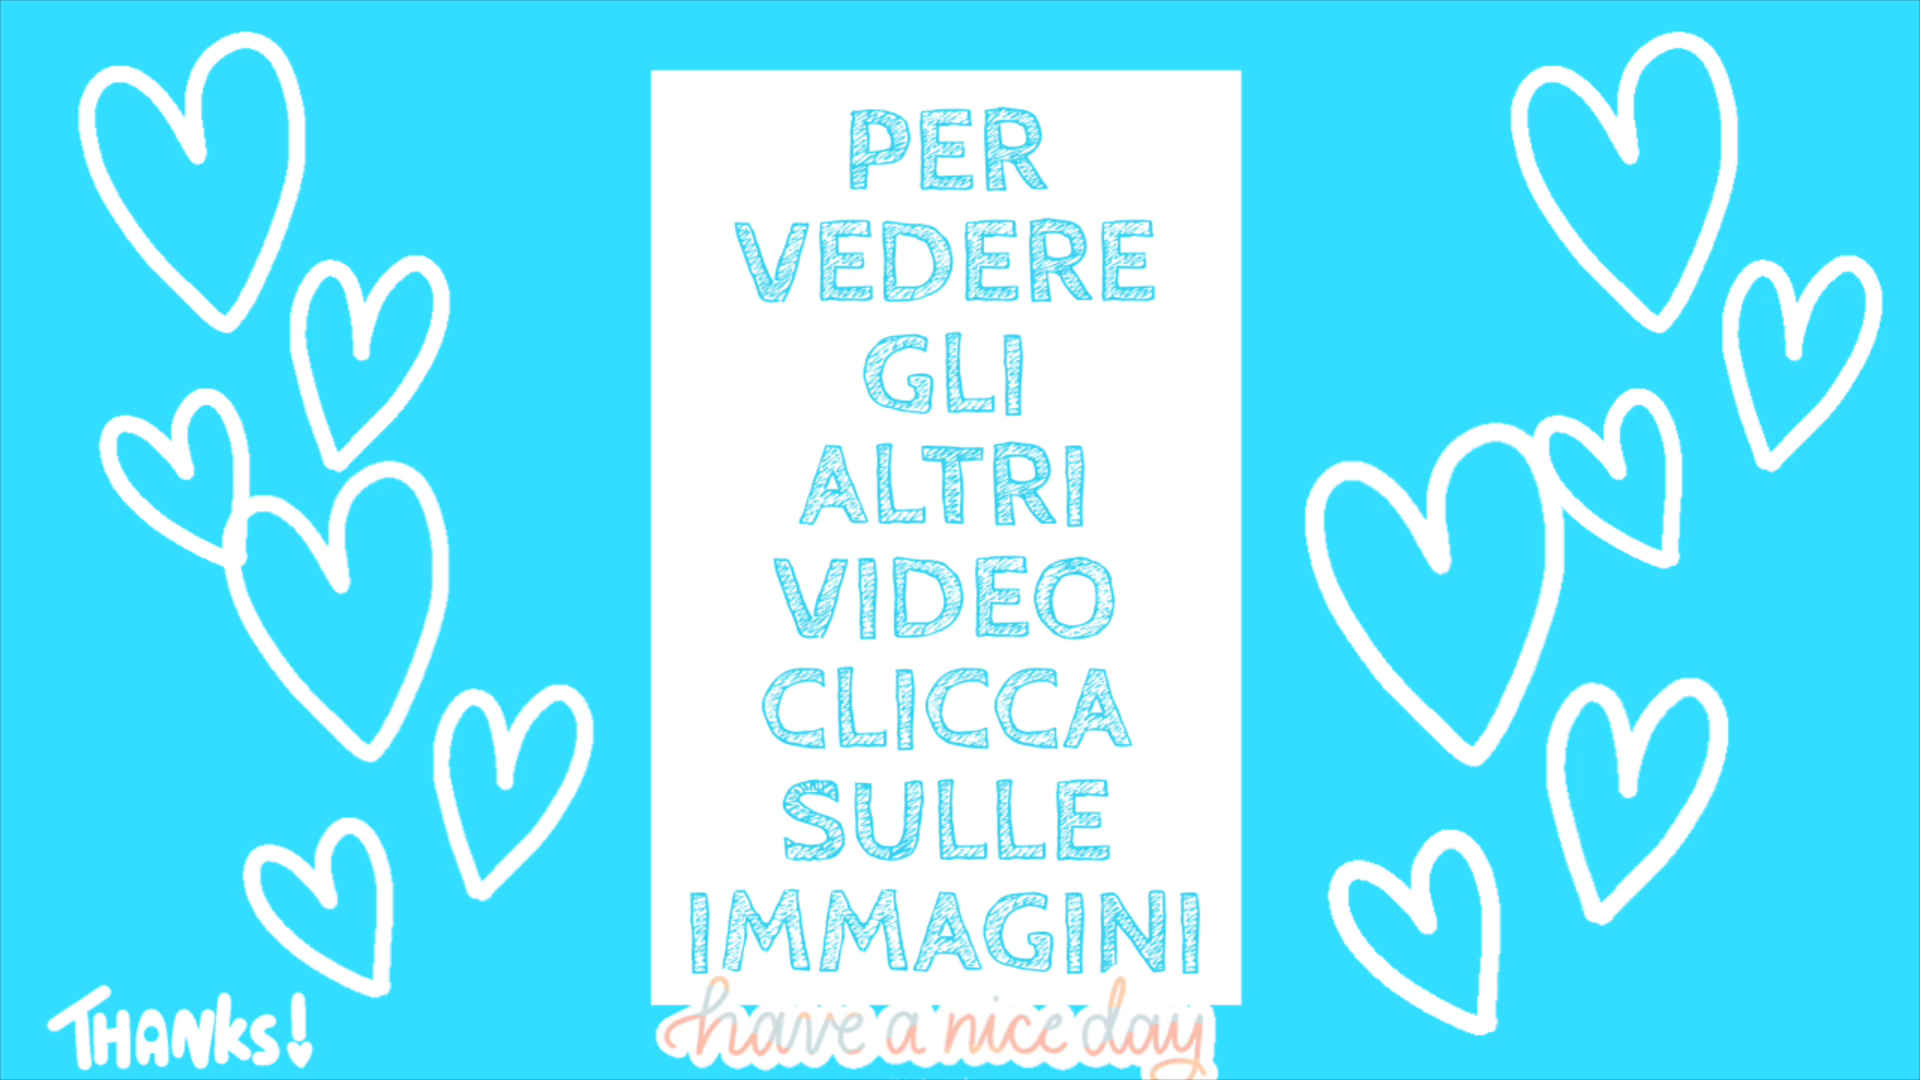 PER
VEDERE
GLI
ALTRI
VIDEO
CLICCA
SULLE
IMMAGINI
THANKS!
have a nice day